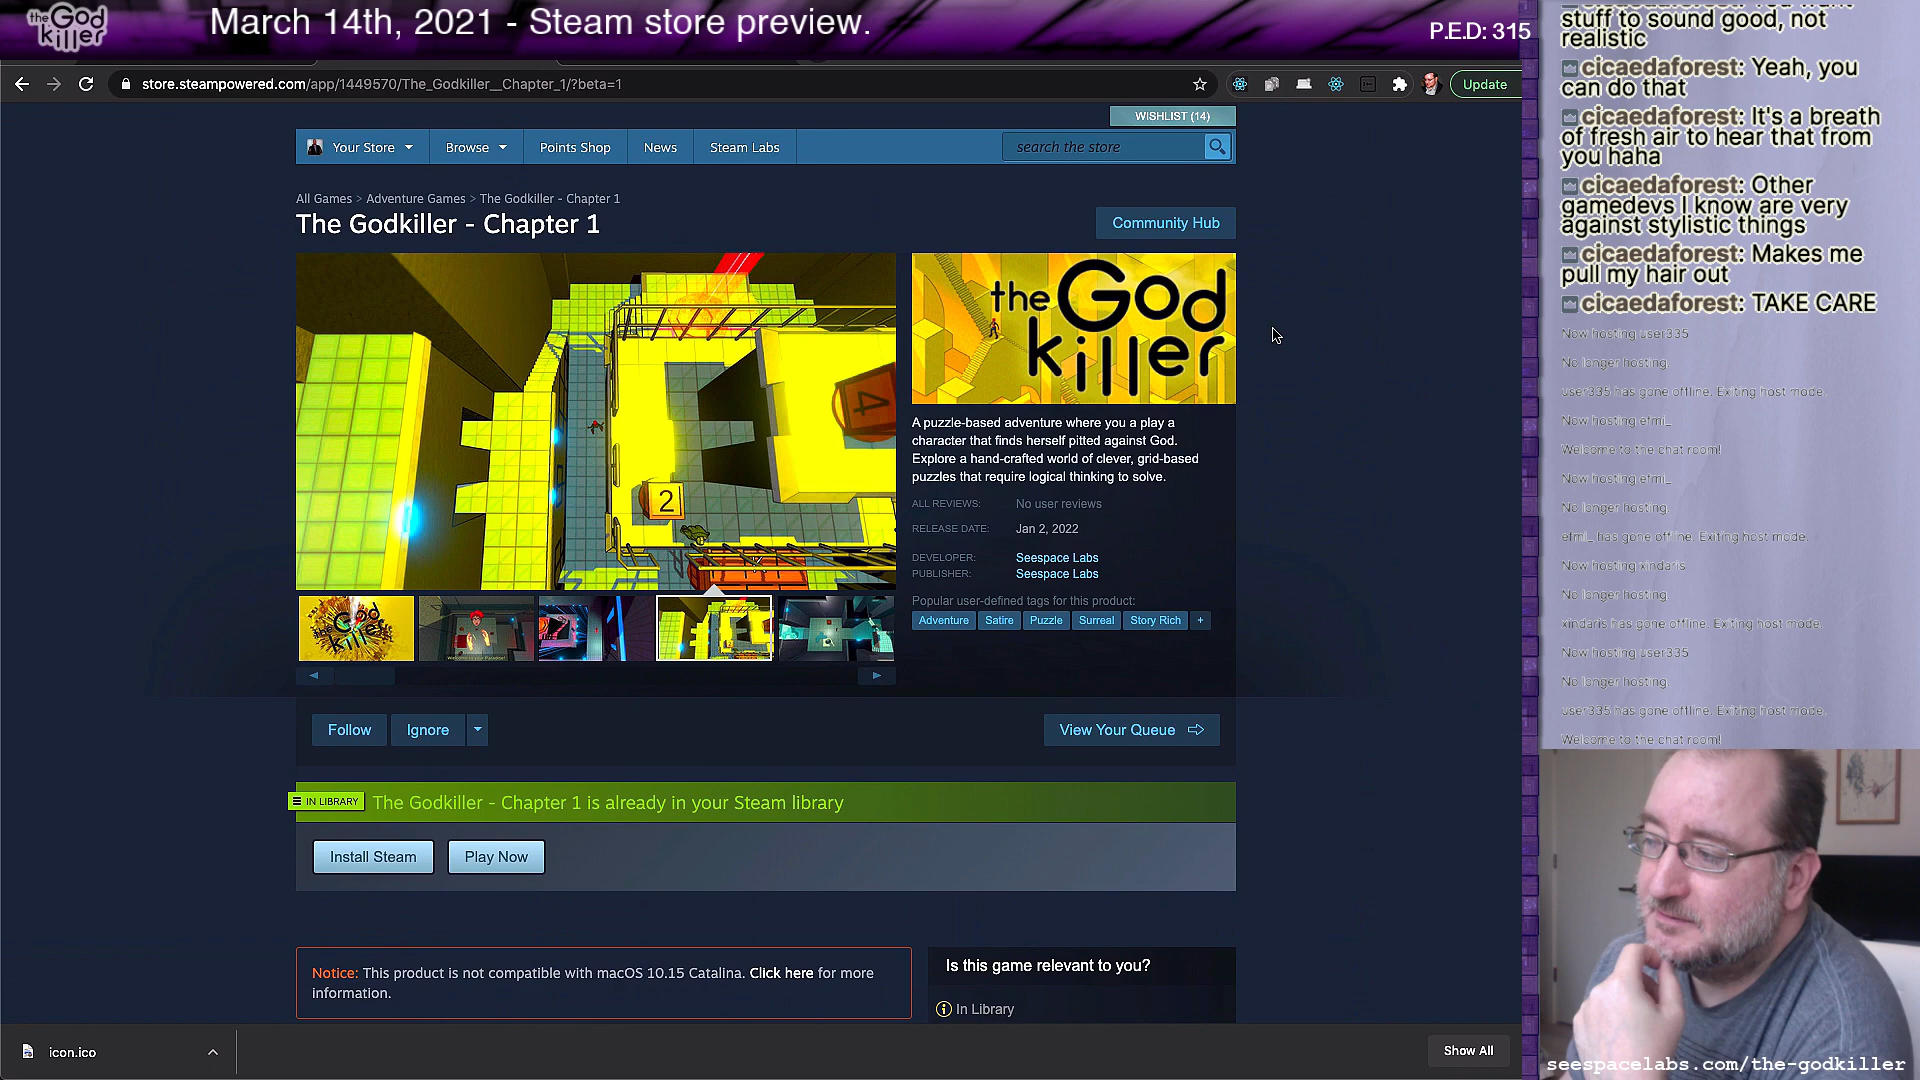 the God killer
March 14th, 2021 - Steam store preview.
P.E.D: 315
store.steampowered.com/app/1449570/The_Godkiller__Chapter_1/?beta=1
Update
WISHLIST (14)
Your Store
Browse
Points Shop
News
Steam Labs
search the store
All Games > Adventure Games > The Godkiller - Chapter 1
The Godkiller - Chapter 1
Community Hub
4
2
the God killer
A puzzle-based adventure where you a play a
character that finds herself pitted against God.
Explore a hand-crafted world of clever, grid-based
puzzles that require logical thinking to solve.
ALL REVIEWS: No user reviews
RELEASE DATE: Jan 2, 2022
DEVELOPER: Seespace Labs
PUBLISHER: Seespace Labs
Popular user-defined tags for this product:
Adventure Satire Puzzle Surreal Story Rich +
the God killer
Welcome to your Paradise!
Follow
Ignore
View Your Queue
IN LIBRARY
The Godkiller - Chapter 1 is already in your Steam library
Install Steam
Play Now
Notice: This product is not compatible with macOS 10.15 Catalina. Click here for more
information.
Is this game relevant to you?
In Library
icon.ico
Show All
stuff to sound good, not
realistic
cicaedaforest: Yeah, you
can do that
cicaedaforest: It's a breath
of fresh air to hear that from
you haha
cicaedaforest: Other
gamedevs I know are very
against stylistic things
cicaedaforest: Makes me
pull my hair out
cicaedaforest: TAKE CARE
Now hosting user335
No longer hosting.
user335 has gone offline. Exiting host mode.
Now hosting efmi_
Welcome to the chat room!
Now hosting efmi_
No longer hosting.
efmi_ has gone offline. Exiting host mode.
Now hosting xindaris
No longer hosting.
xindaris has gone offline. Exiting host mode.
Now hosting user335
No longer hosting.
user335 has gone offline. Exiting host mode.
Welcome to the chat room!
seespacelabs.com/the-godkiller